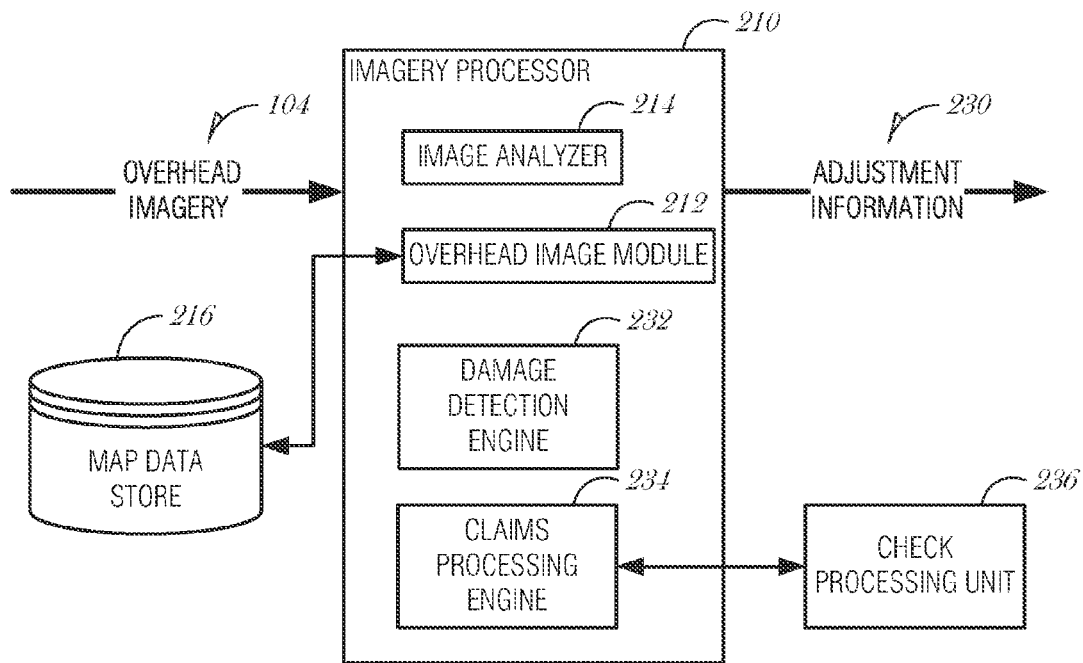 210
IMAGERY PROCESSOR
104
OVERHEAD
IMAGERY
214
IMAGE ANALYZER
230
ADJUSTMENT
INFORMATION
212
OVERHEAD IMAGE MODULE
216
MAP DATA
STORE
232
DAMAGE
DETECTION
ENGINE
234
CLAIMS
PROCESSING
ENGINE
236
CHECK
PROCESSING UNIT